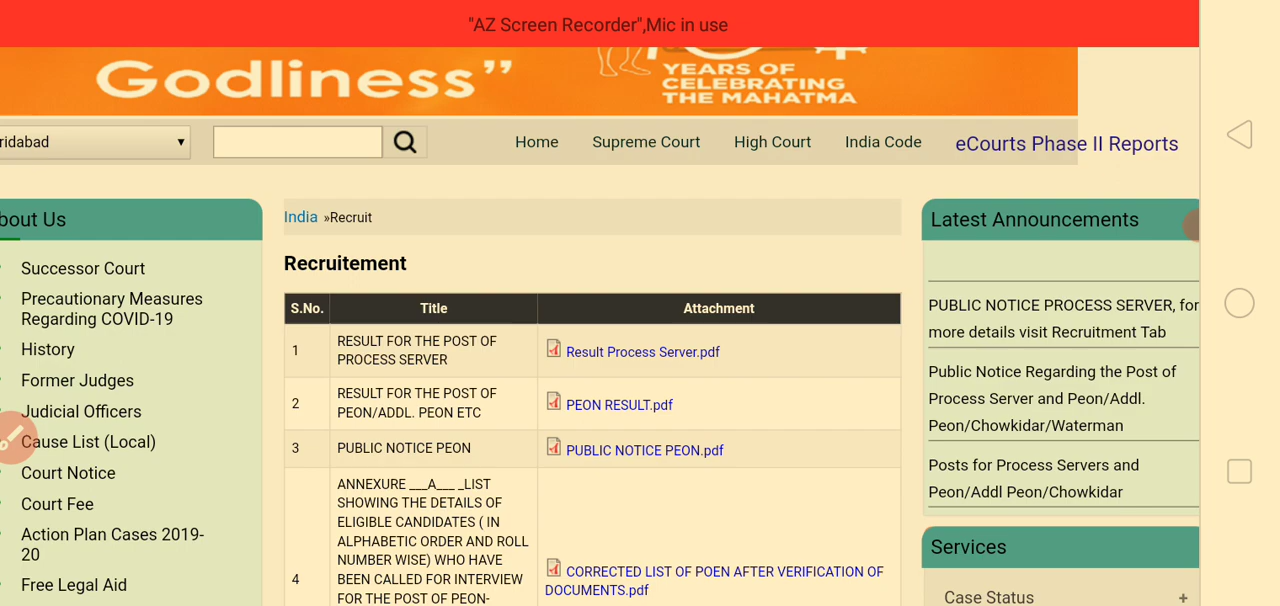 "AZ Screen Recorder",Mic in use
Godliness”
YEARS OF
CELEBRATING
THE MAHATMA
ridabad
Home Supreme Court High Court India Code eCourts Phase II Reports
bout Us
Successor Court
Precautionary Measures
Regarding COVID-19
History
Former Judges
Judicial Officers
Cause List (Local)
Court Notice
Court Fee
Action Plan Cases 2019-
20
Free Legal Aid
India »Recruit
Recruitement
S.No. Title Attachment
1 RESULT FOR THE POST OF
PROCESS SERVER
Result Process Server.pdf
2 RESULT FOR THE POST OF
PEON/ADDL. PEON ETC
PEON RESULT.pdf
3 PUBLIC NOTICE PEON PUBLIC NOTICE PEON.pdf
4 ANNEXURE ___A___ _LIST
SHOWING THE DETAILS OF
ELIGIBLE CANDIDATES ( IN
ALPHABETIC ORDER AND ROLL
NUMBER WISE) WHO HAVE
BEEN CALLED FOR INTERVIEW
FOR THE POST OF PEON-
CORRECTED LIST OF POEN AFTER VERIFICATION OF
DOCUMENTS.pdf
Latest Announcements
PUBLIC NOTICE PROCESS SERVER, for
more details visit Recruitment Tab
Public Notice Regarding the Post of
Process Server and Peon/Addl.
Peon/Chowkidar/Waterman
Posts for Process Servers and
Peon/Addl Peon/Chowkidar
Services
Case Status +